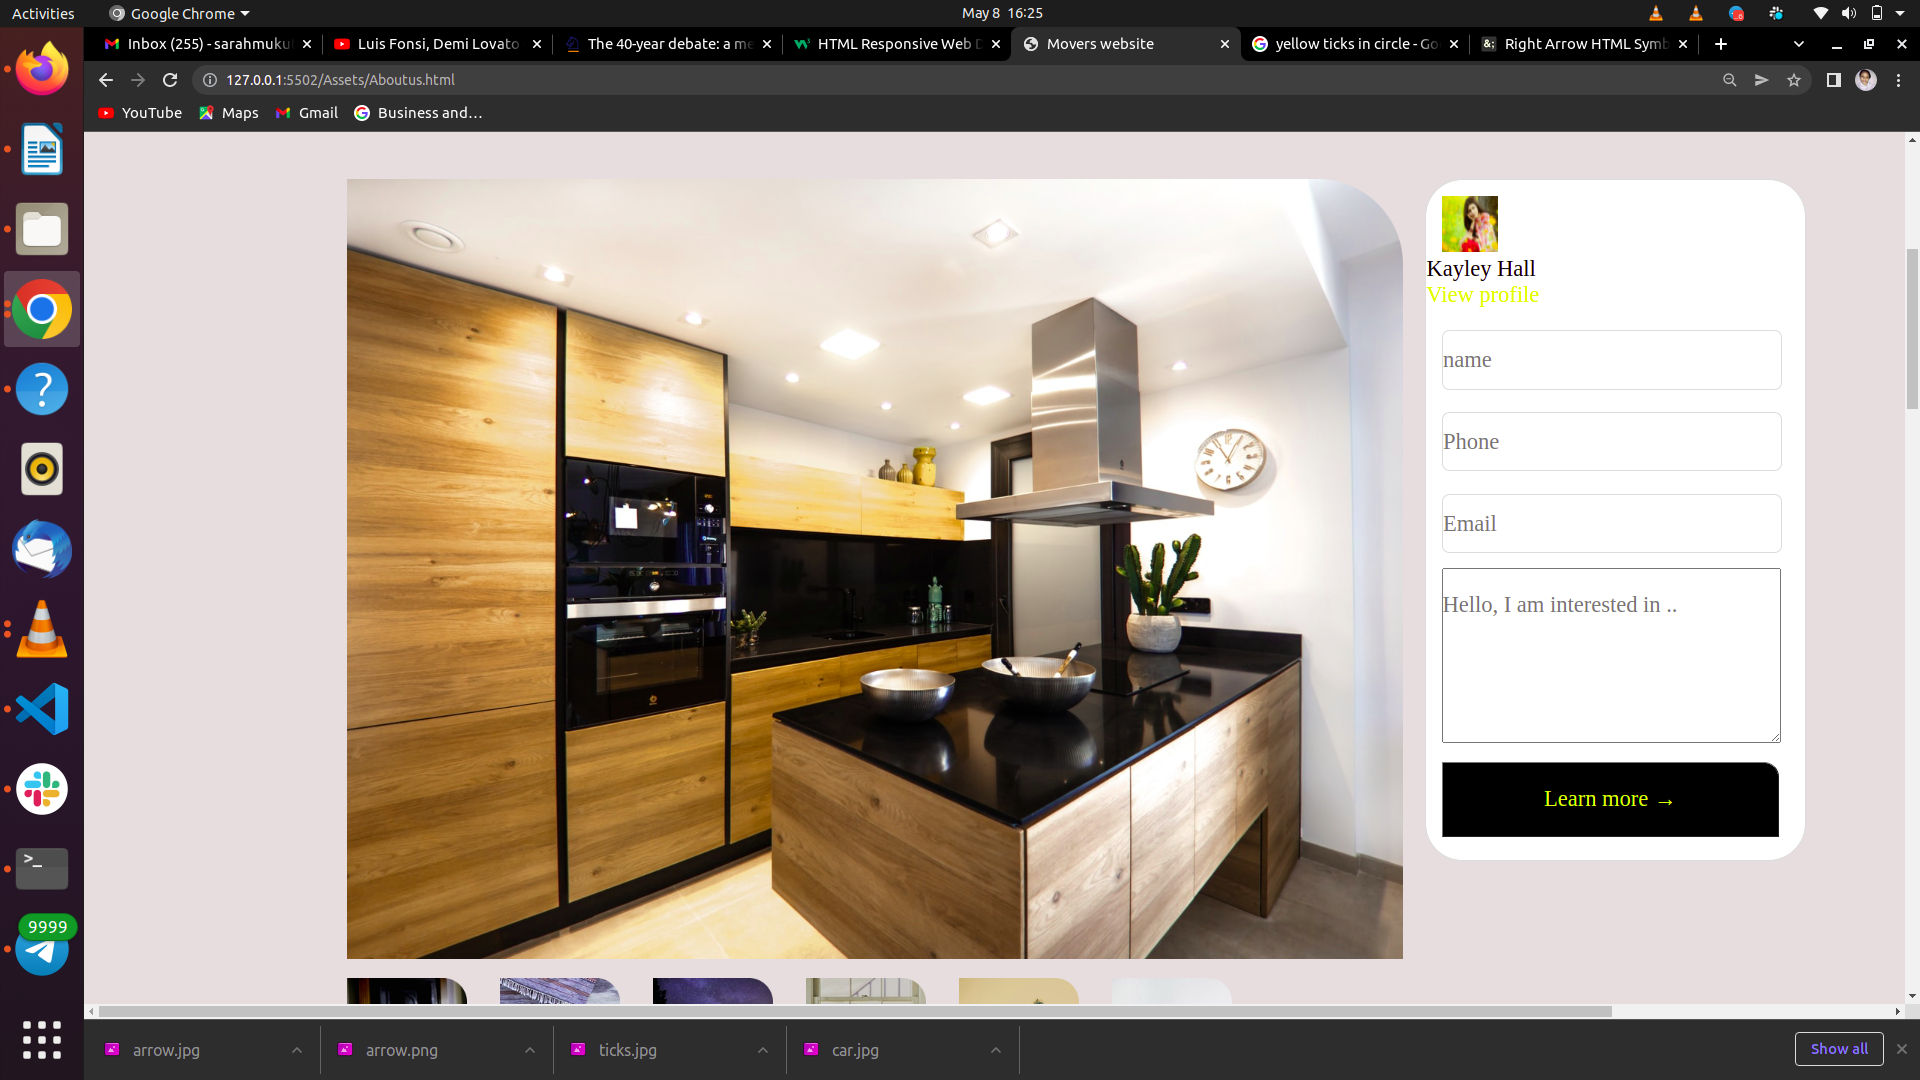 Activities
Google Chrome
May 8 16:25
Inbox (255) - sarahmuku
Luis Fonsi, Demi Lovato
The 40-year debate: a me
HTML Responsive Web D
Movers website
yellow ticks in circle - Go
Right Arrow HTML Symb
127.0.0.1:5502/Assets/Aboutus.html
YouTube
Maps
Gmail
Business and…
Kayley Hall
View profile
name
Phone
Email
Hello, I am interested in ..
Learn more →
9999
arrow.jpg
arrow.png
ticks.jpg
car.jpg
Show all